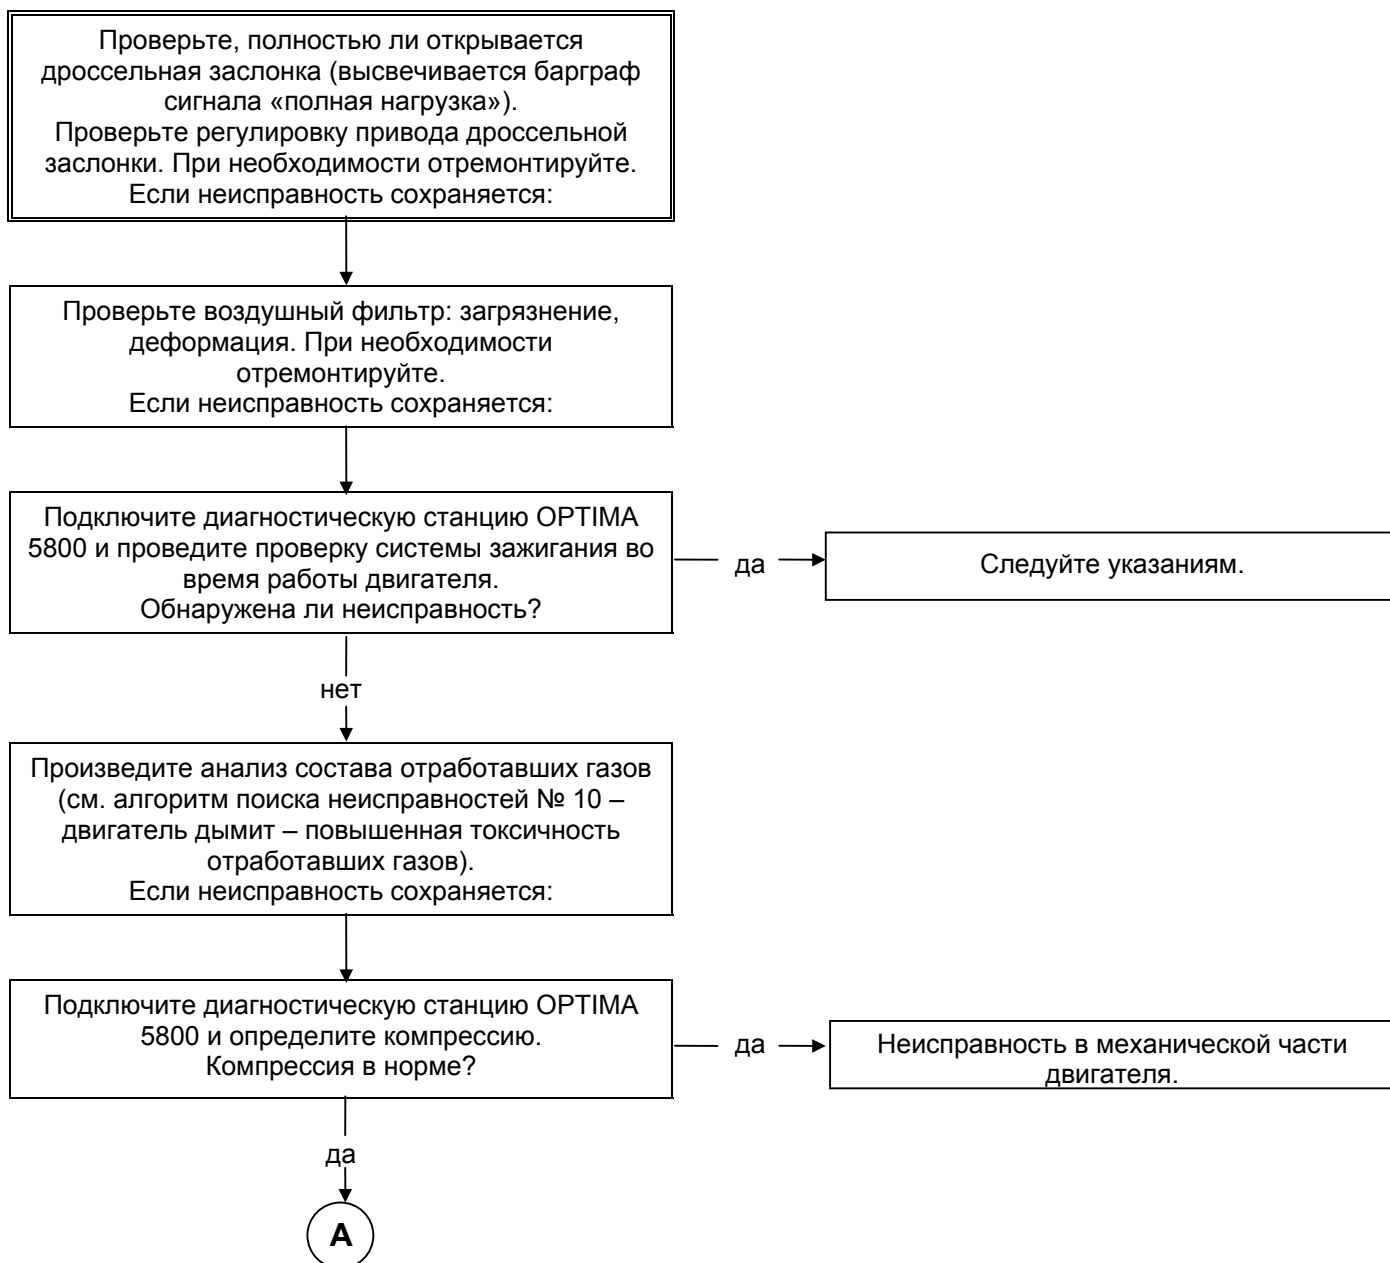 Проверьте, полностью ли открывается
дроссельная заслонка (высвечивается барграф
сигнала «полная нагрузка»).
Проверьте регулировку привода дроссельной
заслонки. При необходимости отремонтируйте.
Если неисправность сохраняется:
Проверьте воздушный фильтр: загрязнение,
деформация. При необходимости
отремонтируйте.
Если неисправность сохраняется:
Подключите диагностическую станцию OPTIMA
5800 и проведите проверку системы зажигания во
время работы двигателя.
Обнаружена ли неисправность?
да
Следуйте указаниям.
нет
Произведите анализ состава отработавших газов
(см. алгоритм поиска неисправностей № 10 –
двигатель дымит – повышенная токсичность
отработавших газов).
Если неисправность сохраняется:
Подключите диагностическую станцию OPTIMA
5800 и определите компрессию.
Компрессия в норме?
да
Неисправность в механической части
двигателя.
да
А